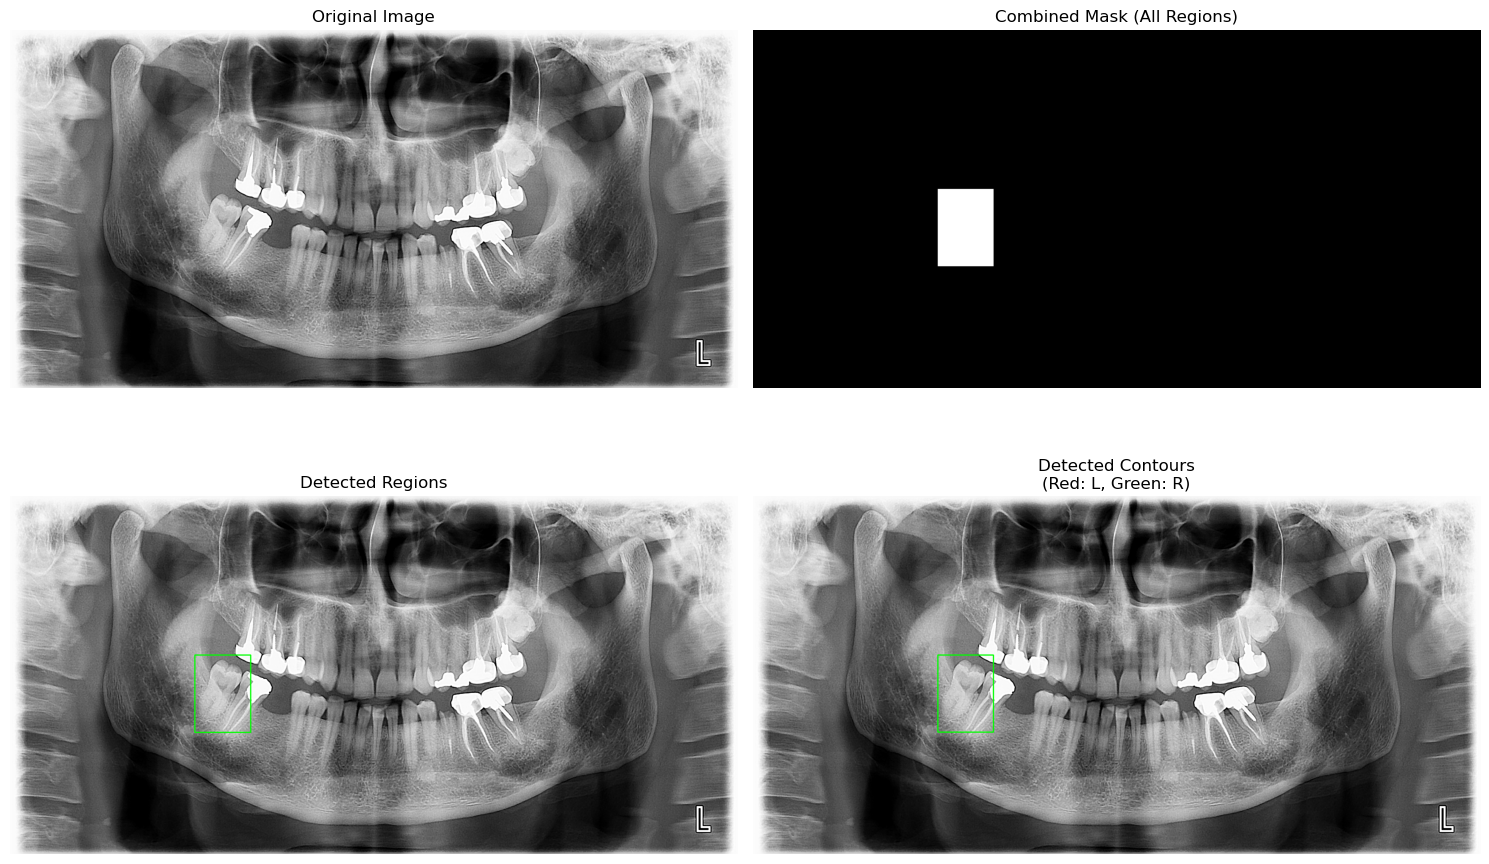 Original Image
Combined Mask (All Regions)
L
Detected Regions
Detected Contours
(Red: L, Green: R)
L
L